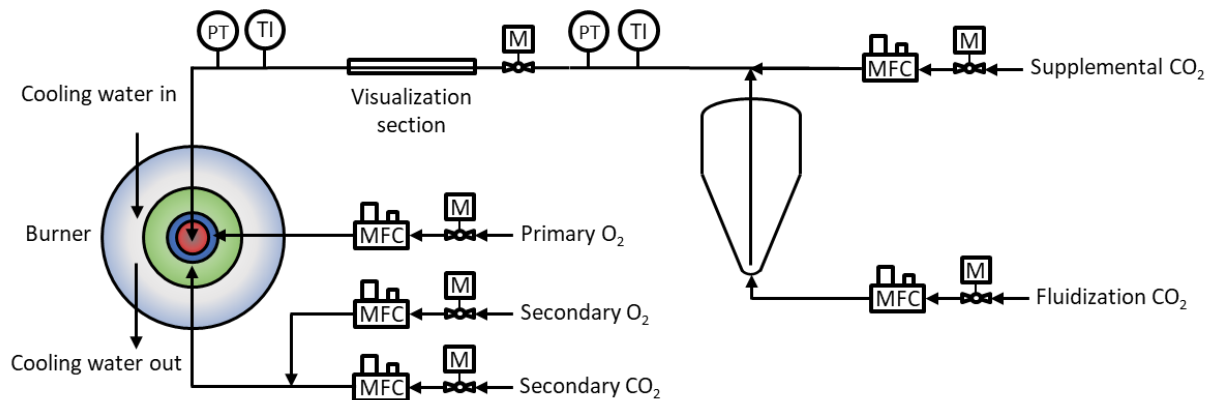 PT
TI
M
PT
TI
MFC
M
Supplemental CO₂
Cooling water in
Visualization
section
Burner
MFC
M
Primary O₂
MFC
M
Secondary O₂
MFC
M
Fluidization CO₂
Cooling water out
MFC
M
Secondary CO₂